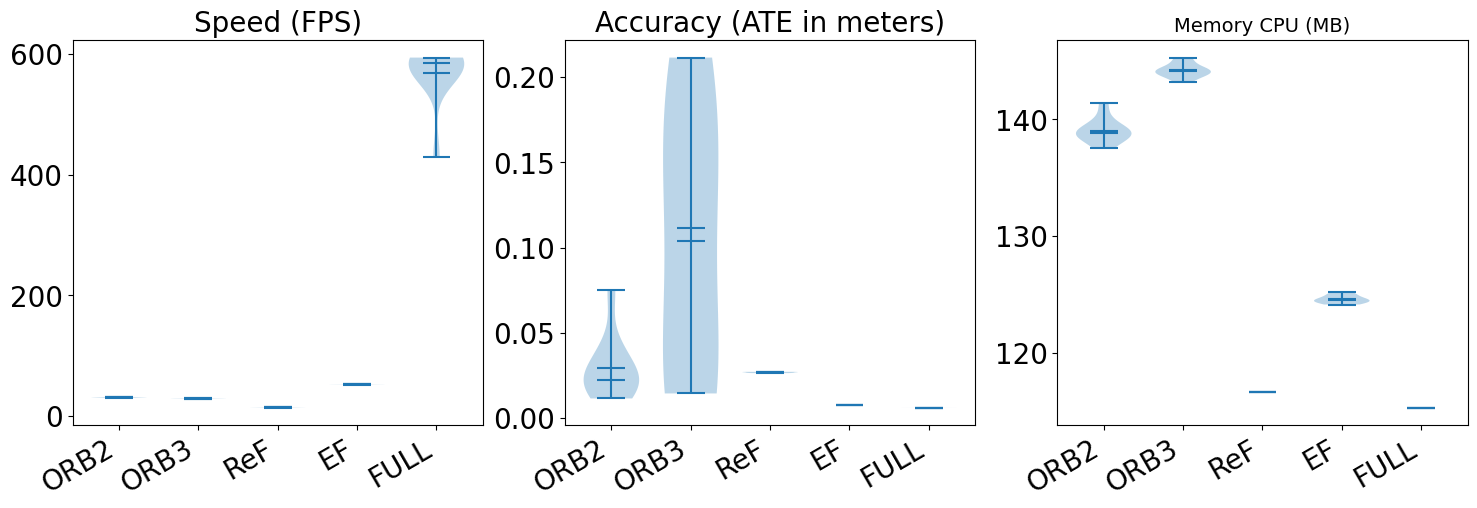 Speed (FPS)
600
400
200
0
ORB2
ORB3
ReF
EF
FULL
Accuracy (ATE in meters)
0.20
0.15
0.10
0.05
0.00
ORB2
ORB3
ReF
EF
FULL
Memory CPU (MB)
140
130
120
ORB2
ORB3
ReF
EF
FULL